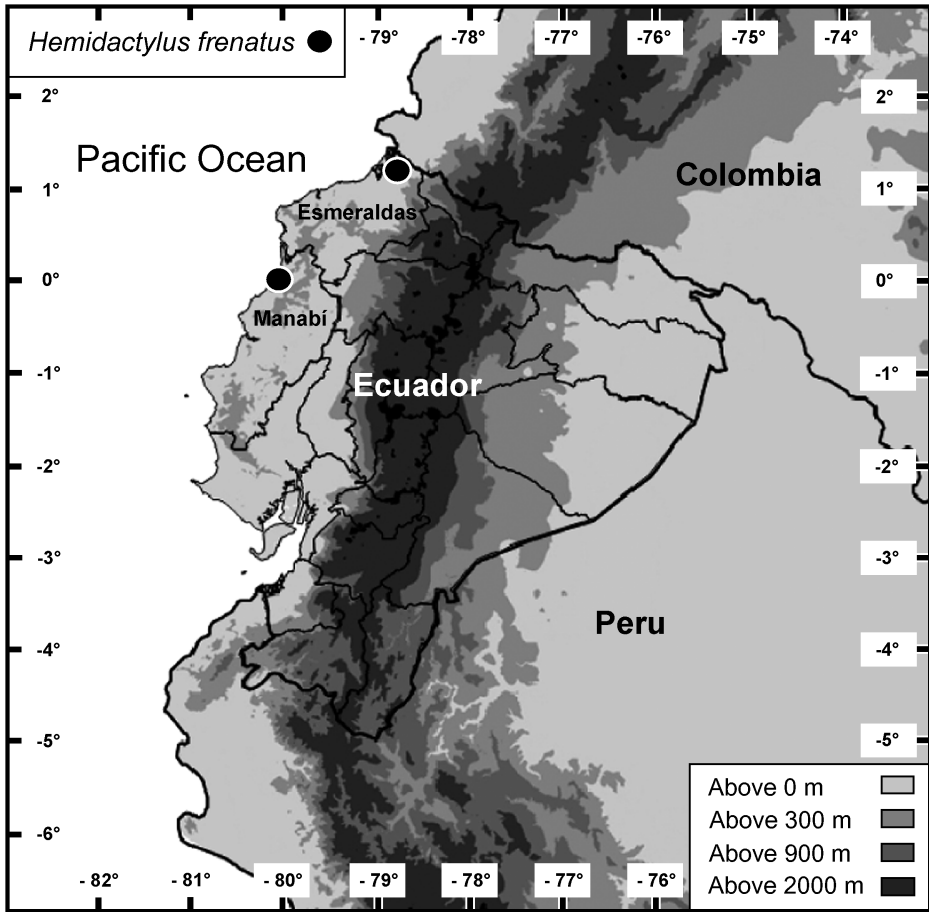 Hemidactylus frenatus
- 79° -78° -77° -76° -75° -74°
2° 2°
Pacific Ocean
Colombia
1° 1°
Esmeraldas
0° 0°
Manabí
-1° Ecuador -1°
-2° -2°
-3° -3°
Peru
-4° -4°
-5° -5°
Above 0 m
Above 300 m
-6° Above 900 m
- 82° - 81° - 80° - 79° - 78° - 77° - 76° Above 2000 m